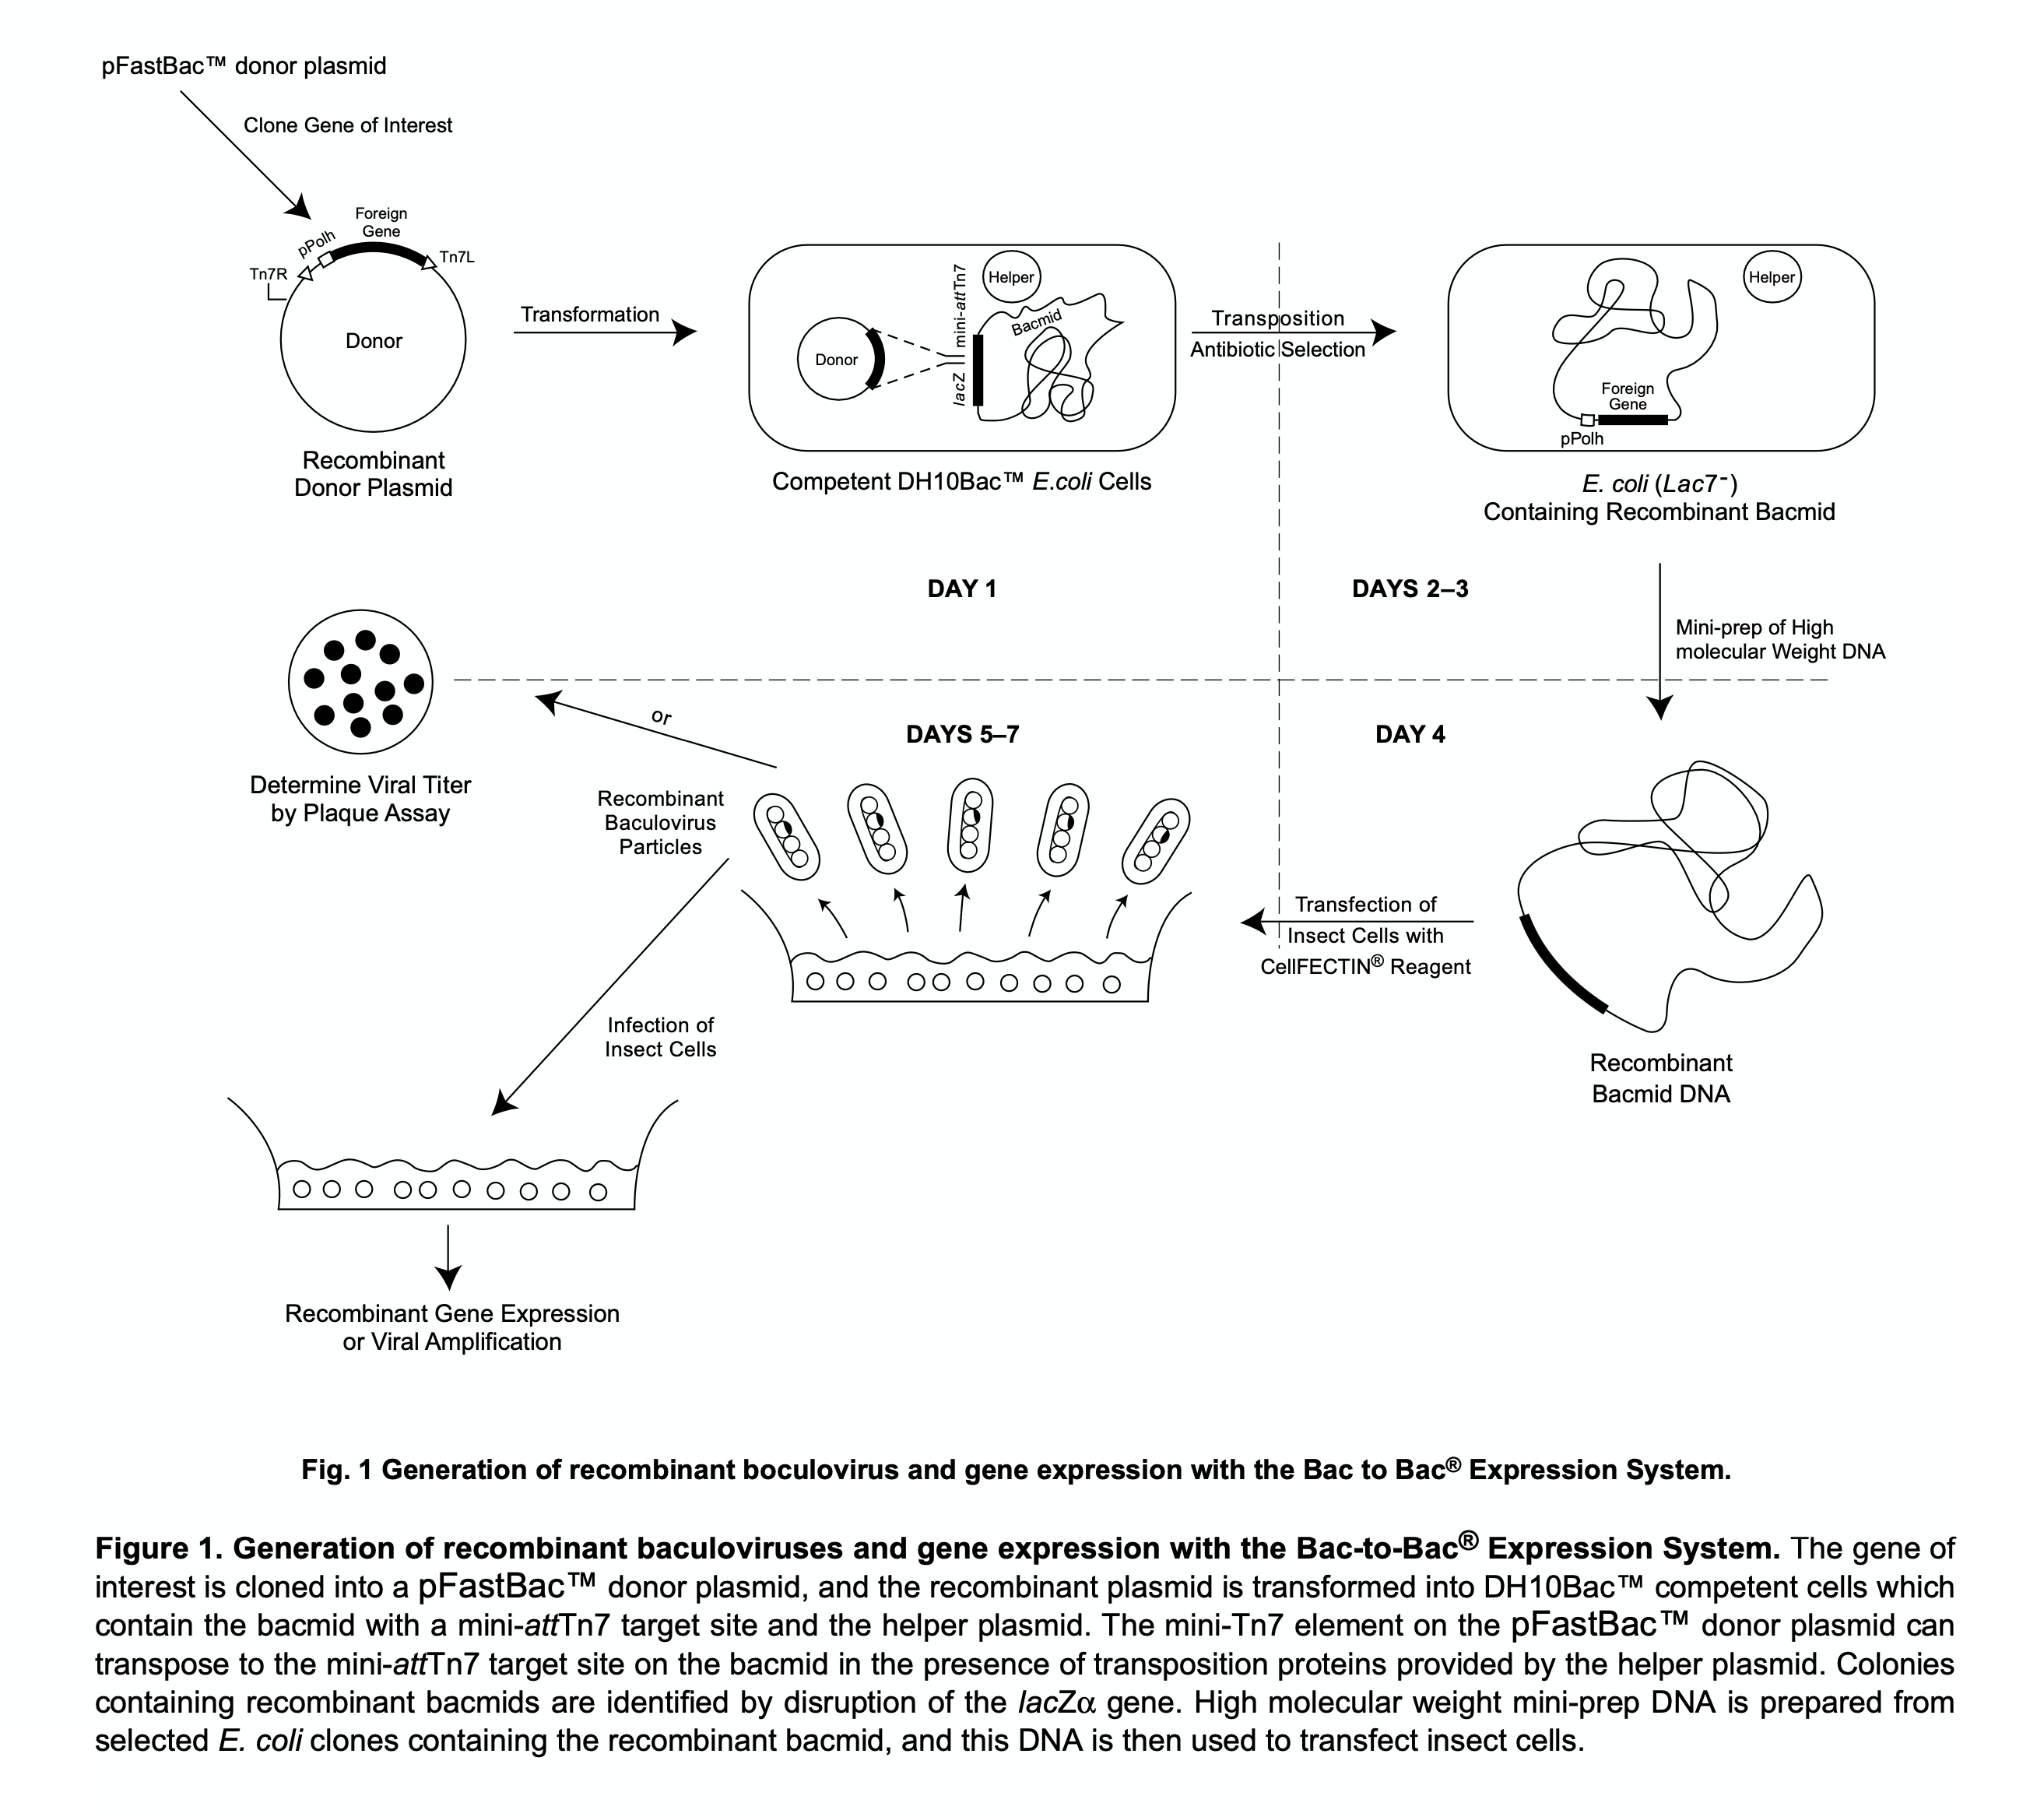 pFastBac™ donor plasmid
Clone Gene of Interest
Foreign
Gene
pPolh
Tn7R
Tn7L
Donor
Recombinant
Donor Plasmid
Transformation
Helper
mini-attTn7
lacZ
Bacmid
Donor
Competent DH10Bac™ E.coli Cells
Transposition
Antibiotic Selection
Helper
Foreign
Gene
pPolh
E. coli (Lac7⁻)
Containing Recombinant Bacmid
DAY 1
DAYS 2–3
Mini-prep of High
molecular Weight DNA
DAYS 5–7
DAY 4
or
Determine Viral Titer
by Plaque Assay
Recombinant
Baculovirus
Particles
Transfection of
Insect Cells with
CellFECTIN® Reagent
Recombinant
Bacmid DNA
Infection of
Insect Cells
Recombinant Gene Expression
or Viral Amplification
Fig. 1 Generation of recombinant boculovirus and gene expression with the Bac to Bac® Expression System.
Figure 1. Generation of recombinant baculoviruses and gene expression with the Bac-to-Bac® Expression System. The gene of
interest is cloned into a pFastBac™ donor plasmid, and the recombinant plasmid is transformed into DH10Bac™ competent cells which
contain the bacmid with a mini-attTn7 target site and the helper plasmid. The mini-Tn7 element on the pFastBac™ donor plasmid can
transpose to the mini-attTn7 target site on the bacmid in the presence of transposition proteins provided by the helper plasmid. Colonies
containing recombinant bacmids are identified by disruption of the lacZα gene. High molecular weight mini-prep DNA is prepared from
selected E. coli clones containing the recombinant bacmid, and this DNA is then used to transfect insect cells.